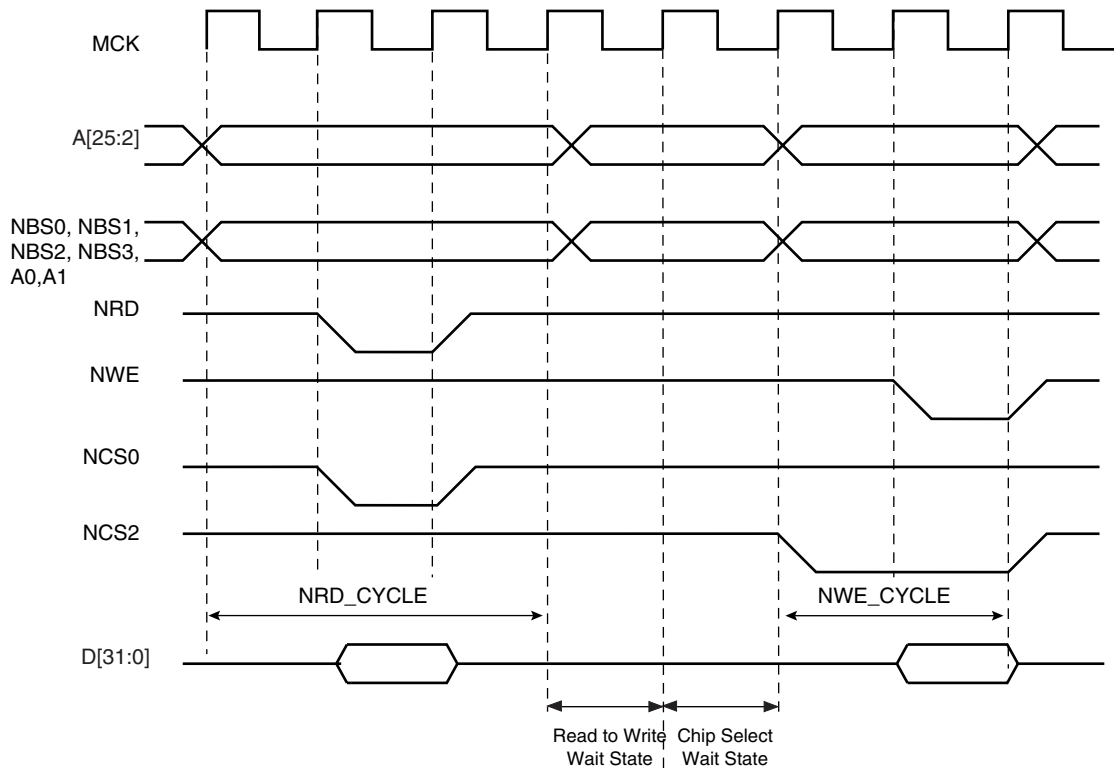 MCK
A[25:2]
NBS0, NBS1,
NBS2, NBS3,
A0,A1
NRD
NWE
NCS0
NCS2
NRD_CYCLE
NWE_CYCLE
D[31:0]
Read to Write
Wait State
Chip Select
Wait State